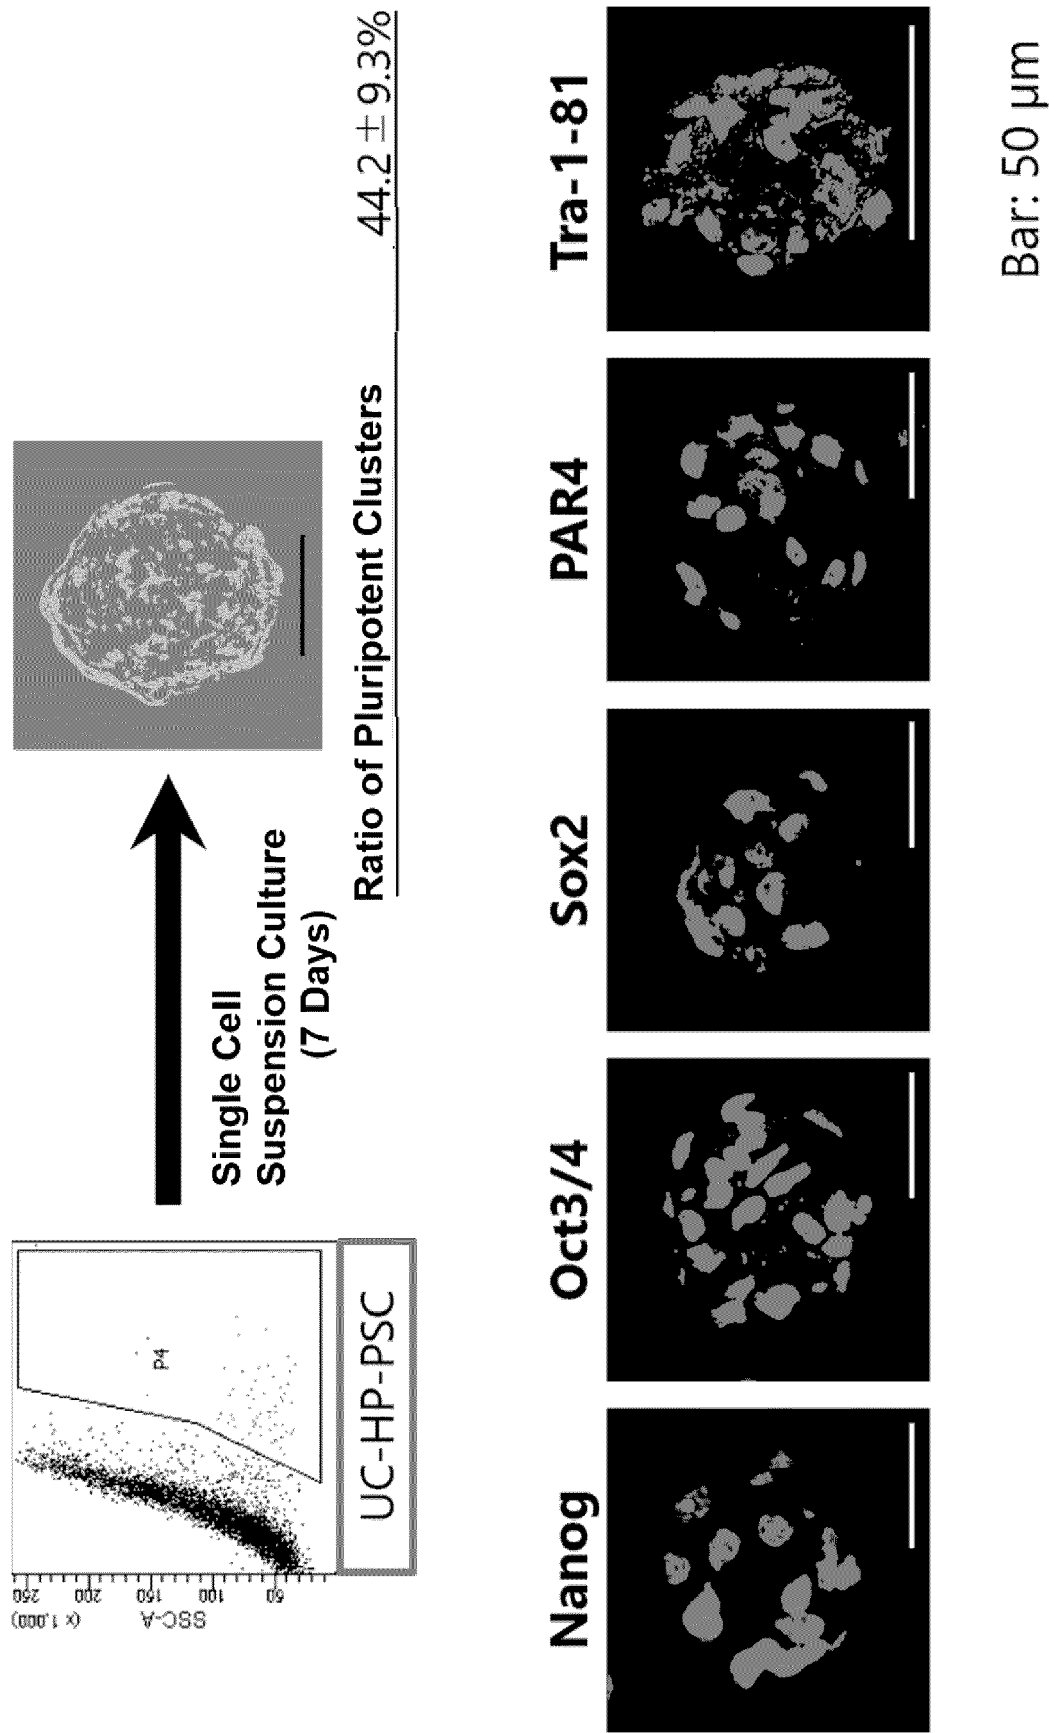 250
200
150
100
50
SSC-A
(x 1,000)
P4
UC-HP-PSC
Single Cell
Suspension Culture
(7 Days)
Ratio of Pluripotent Clusters 44.2 ± 9.3%
Nanog
Oct3/4
Sox2
PAR4
Tra-1-81
Bar: 50 µm